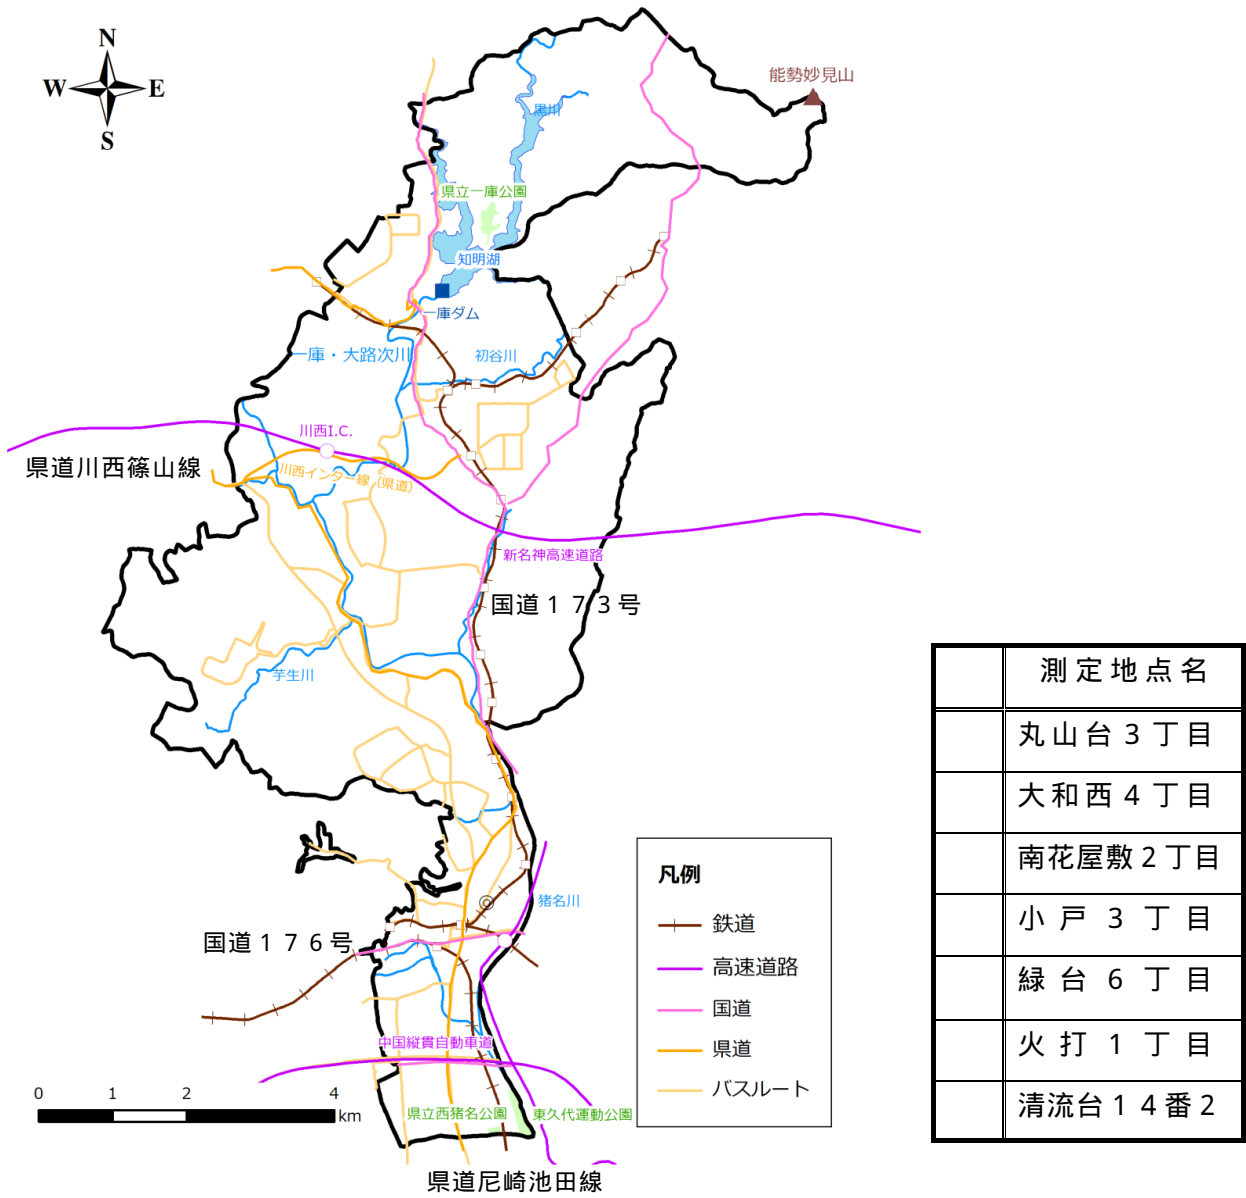 N
W E
S
能勢妙見山
黒川
県立一庫公園
知明湖
一庫ダム
一庫・大路次川
初谷川
川西I.C.
県道川西篠山線
川西インター線（県道）
新名神高速道路
国道１７３号
芋生川
猪名川
国道１７６号
中国縦貫自動車道
県立西猪名公園
東久代運動公園
県道尼崎池田線
0 1 2 4
km
凡例
鉄道
高速道路
国道
県道
バスルート
測定地点名
丸山台３丁目
大和西４丁目
南花屋敷２丁目
小戸３丁目
緑台６丁目
火打１丁目
清流台１４番２